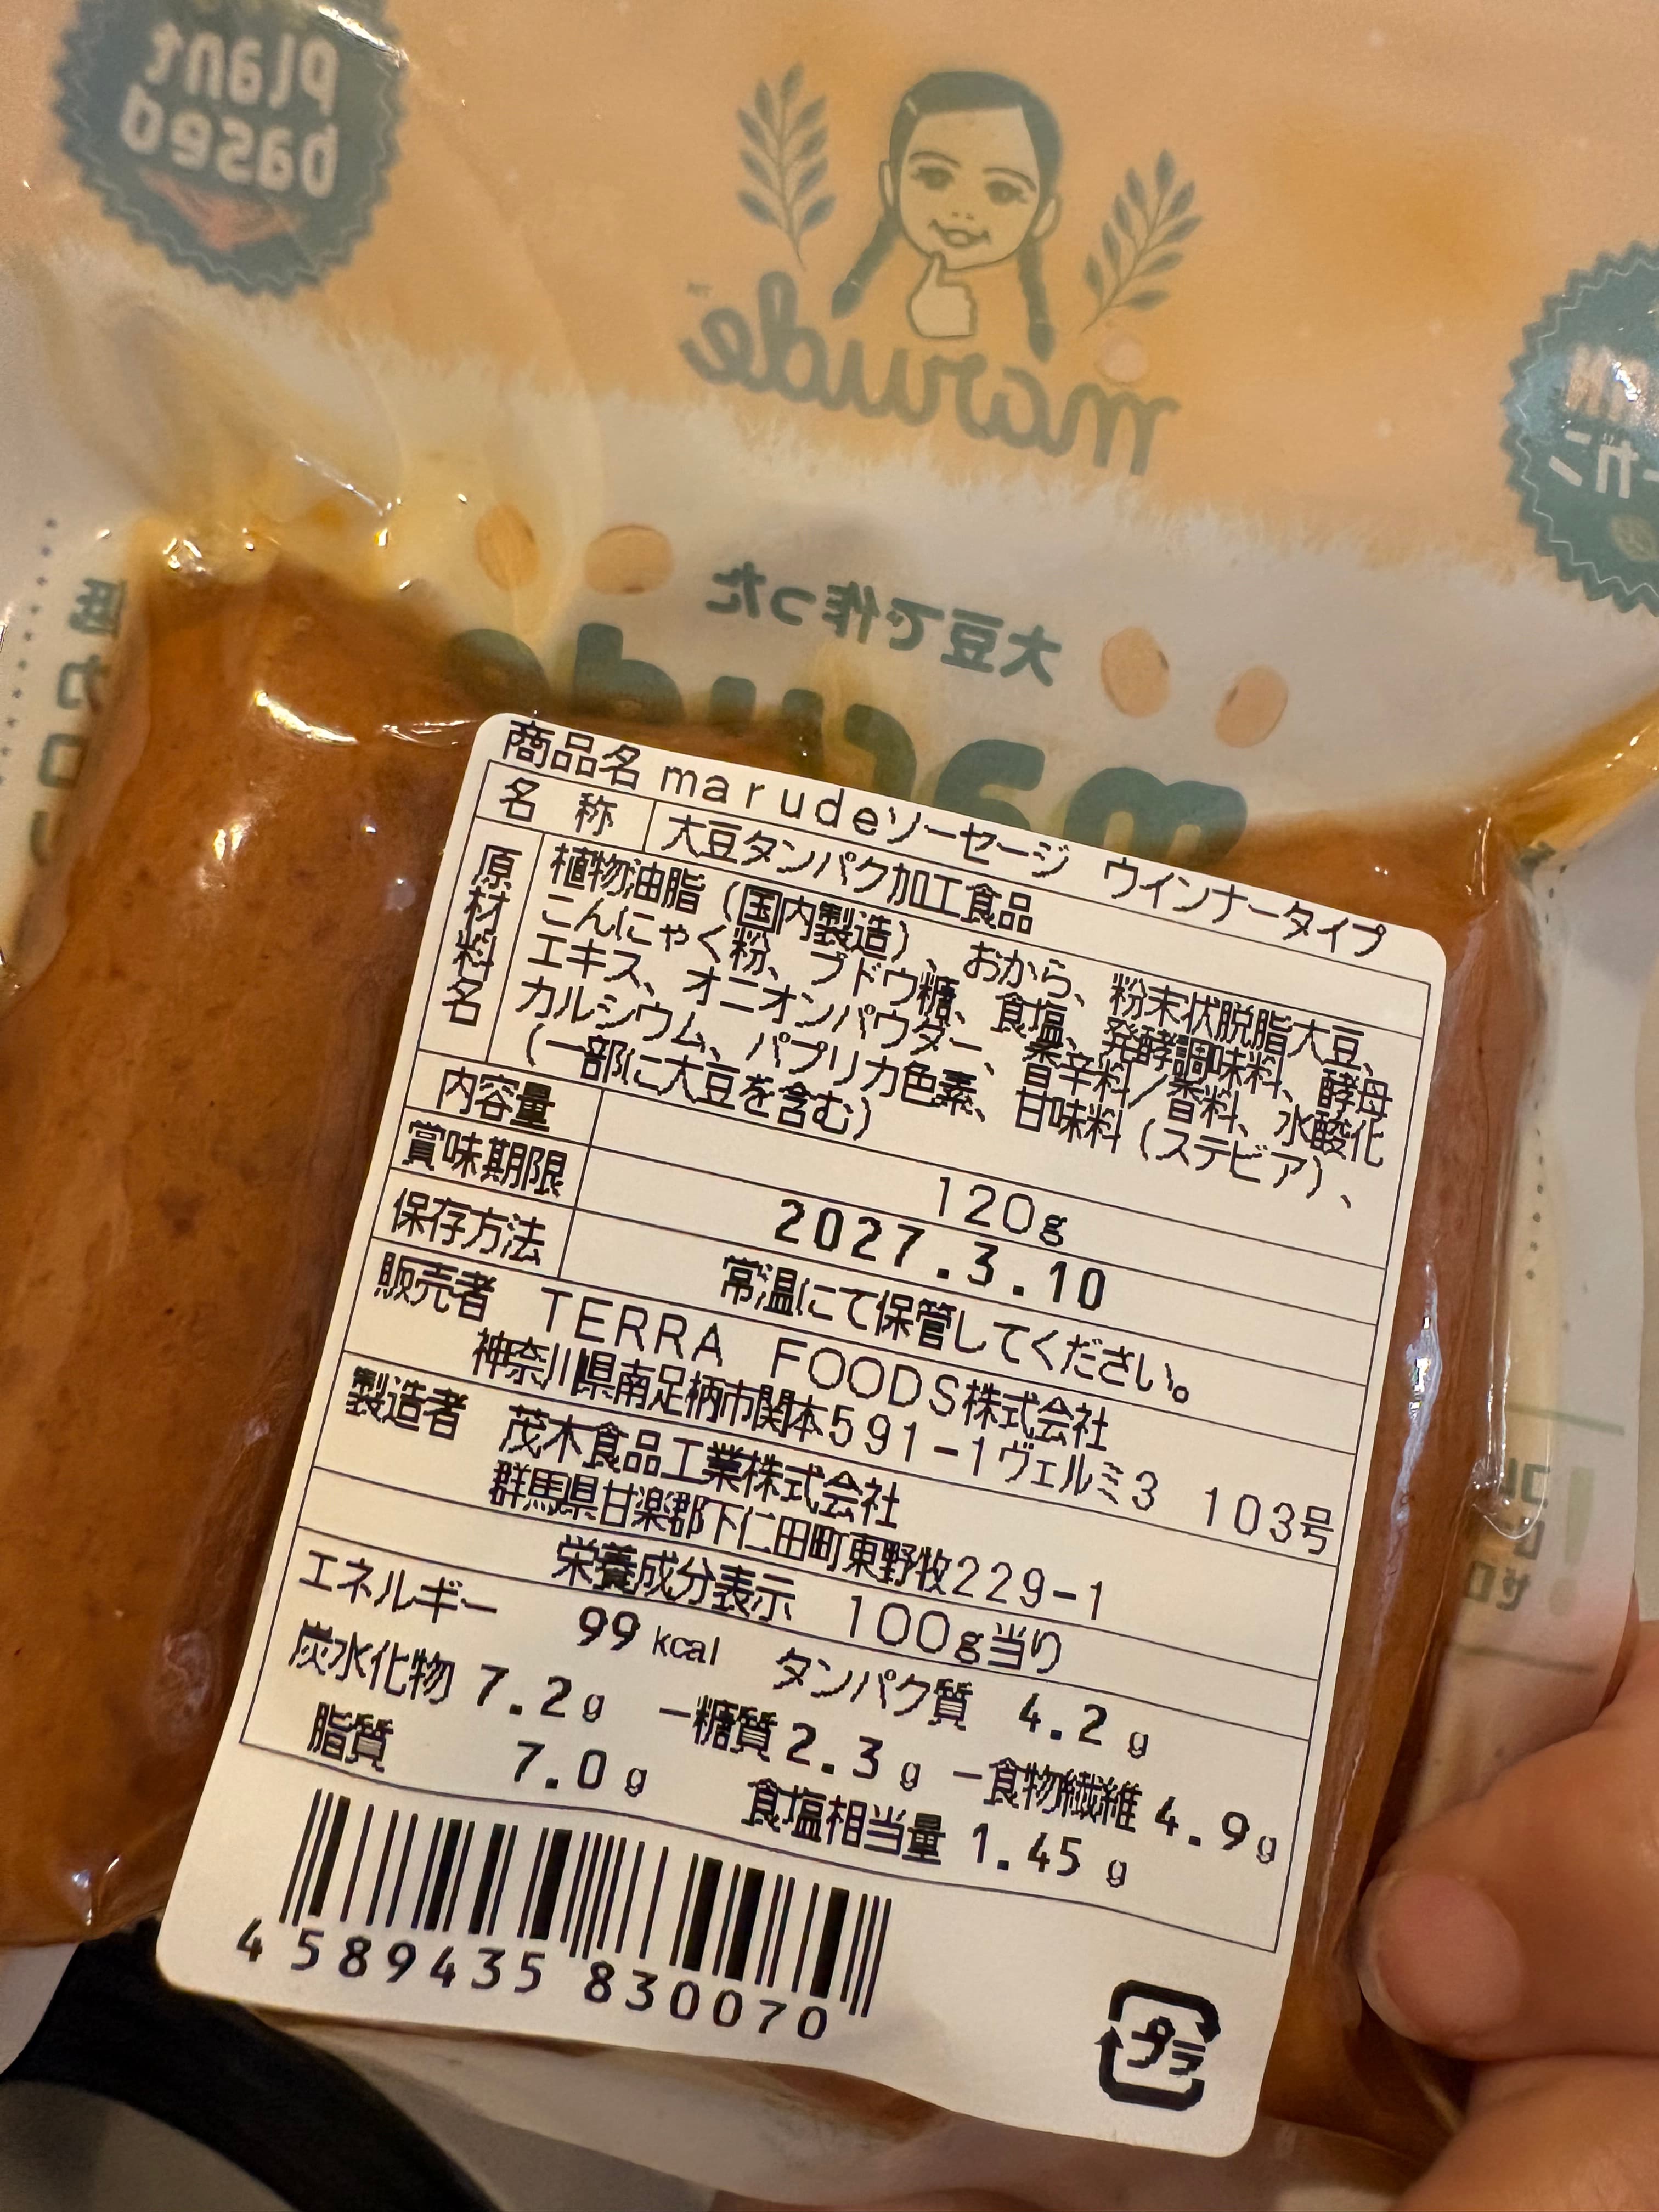 Plant
based
marude
大豆で作った
商品名 marudeソーセージ ウインナータイプ
名 称 大豆タンパク加工食品
原材料名
植物油脂（国内製造）、おから、粉末状脱脂大豆、
こんにゃく粉、ブドウ糖、食塩、発酵調味料、酵母
エキス、オニオンパウダー、香辛料／香料、水酸化
カルシウム、パプリカ色素、甘味料（ステビア）、
（一部に大豆を含む）
内容量 120g
賞味期限 2027.3.10
保存方法 常温にて保管してください。
販売者 TERRA FOODS株式会社
神奈川県南足柄市関本591-1ヴェルミ3 103号
製造者 茂木食品工業株式会社
群馬県甘楽郡下仁田町東野牧229-1
栄養成分表示 100g当り
エネルギー 99kcal タンパク質 4.2g
炭水化物 7.2g －糖質2.3g －食物繊維4.9g
脂質 7.0g 食塩相当量 1.45g
4 589435 830070
プラ